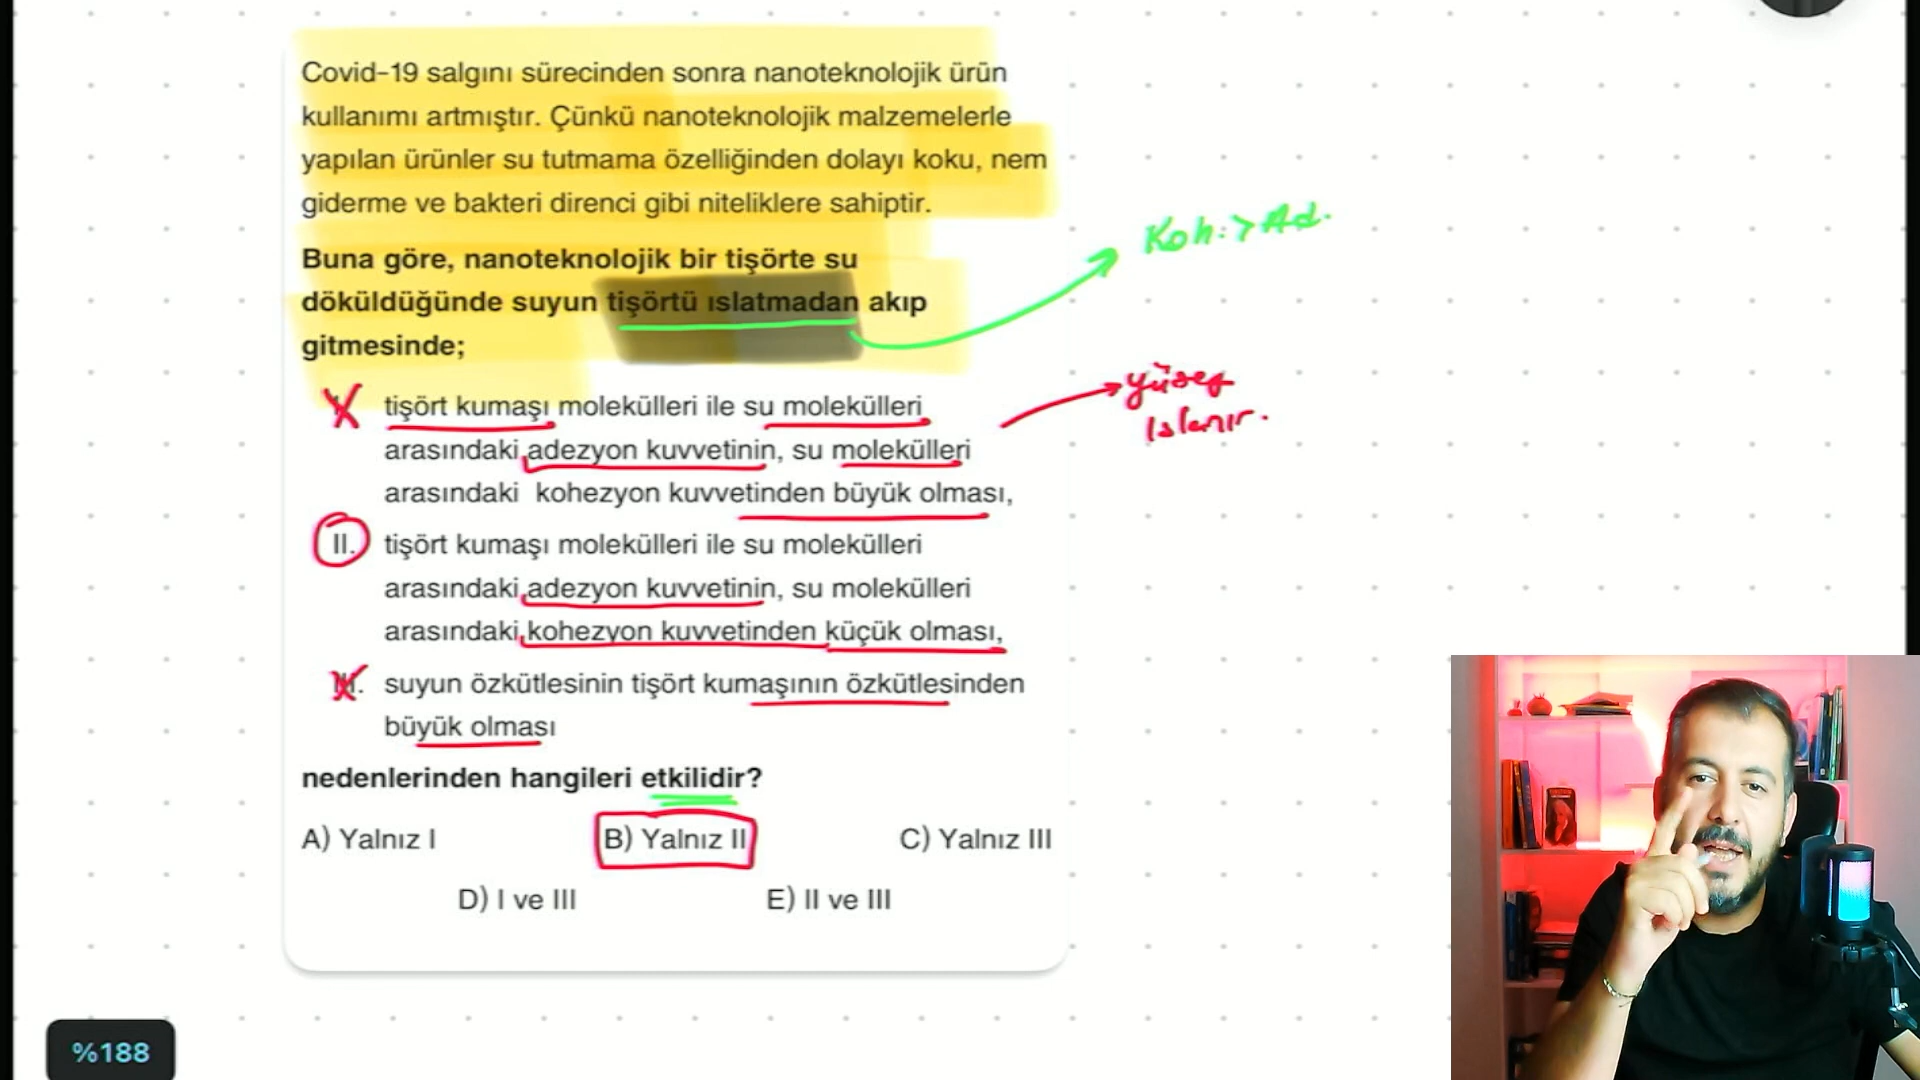 Covid-19 salgını sürecinden sonra nanoteknolojik ürün
kullanımı artmıştır. Çünkü nanoteknolojik malzemelerle
yapılan ürünler su tutmama özelliğinden dolayı koku, nem
giderme ve bakteri direnci gibi niteliklere sahiptir.
Buna göre, nanoteknolojik bir tişörte su
döküldüğünde suyun tişörtü ıslatmadan akıp
gitmesinde;
Koh. > Ad.
tişört kumaşı molekülleri ile su molekülleri
arasındaki adezyon kuvvetinin, su molekülleri
arasındaki kohezyon kuvvetinden büyük olması,
yüzey
ıslanır.
II. tişört kumaşı molekülleri ile su molekülleri
arasındaki adezyon kuvvetinin, su molekülleri
arasındaki kohezyon kuvvetinden küçük olması,
III. suyun özkütlesinin tişört kumaşının özkütlesinden
büyük olması
nedenlerinden hangileri etkilidir?
A) Yalnız I B) Yalnız II C) Yalnız III
D) I ve III E) II ve III
%188